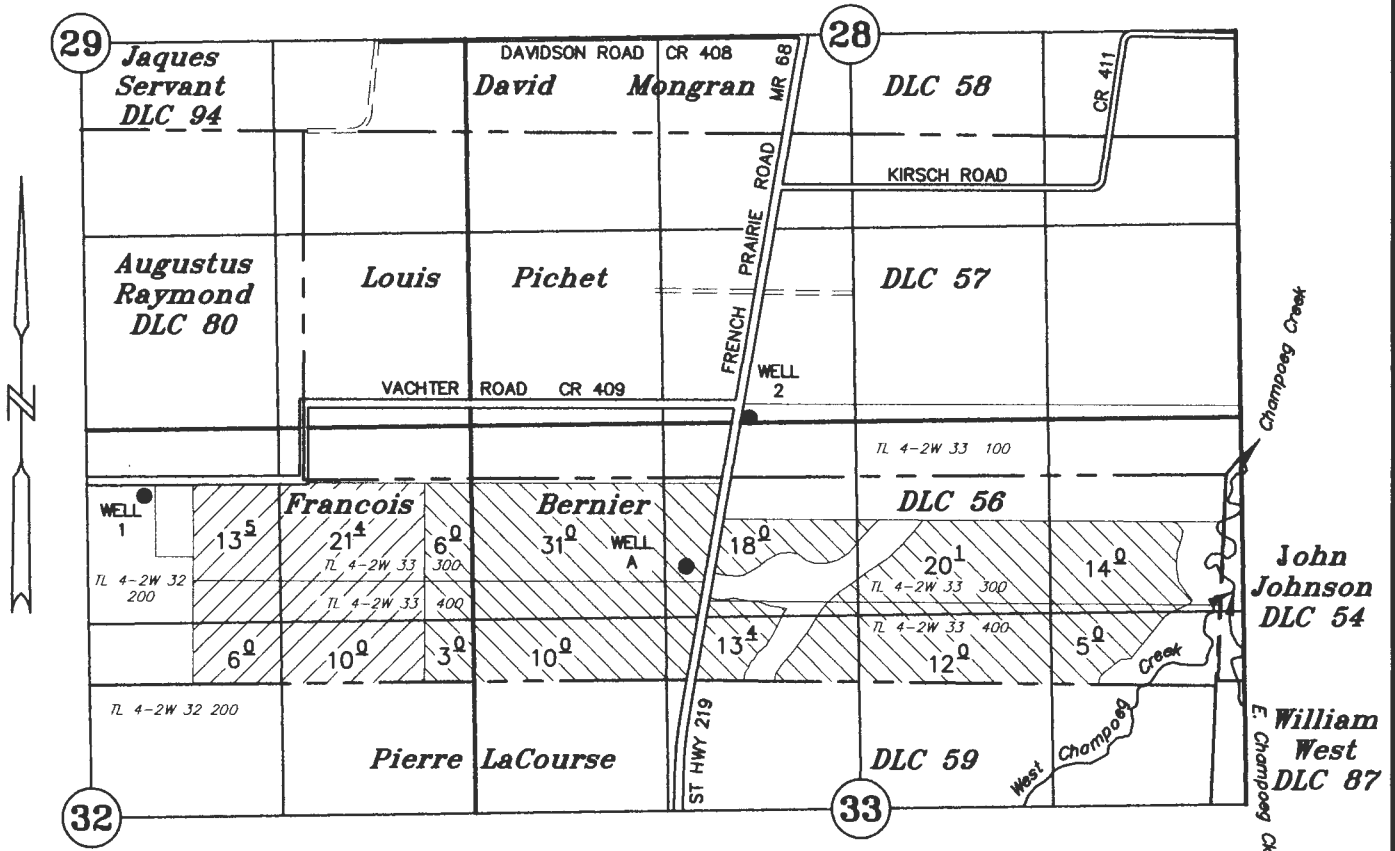 29
28
Jaques
Servant
DLC 94
DAVIDSON ROAD CR 408
David Mongran
MR 68
DLC 58
CR 411
KIRSCH ROAD
FRENCH PRAIRIE ROAD
Augustus
Raymond
DLC 80
Louis Pichet
DLC 57
N
Champoeg Creek
VACHTER ROAD CR 409
WELL
2
TL 4-2W 33 100
WELL
1
Francois Bernier
DLC 56
13 5
21 4
6 0
31 0
WELL
A
18 0
20 1
14 0
TL 4-2W 33 300
TL 4-2W 33 300
TL 4-2W 32
200
TL 4-2W 33 400
TL 4-2W 33 400
John
Johnson
DLC 54
6 0
10 0
3 0
10 0
13 4
12 0
5 0
TL 4-2W 32 200
Pierre LaCourse
ST HWY 219
DLC 59
West Champoeg Creek
E. Champoeg Ck
William
West
DLC 87
32
33